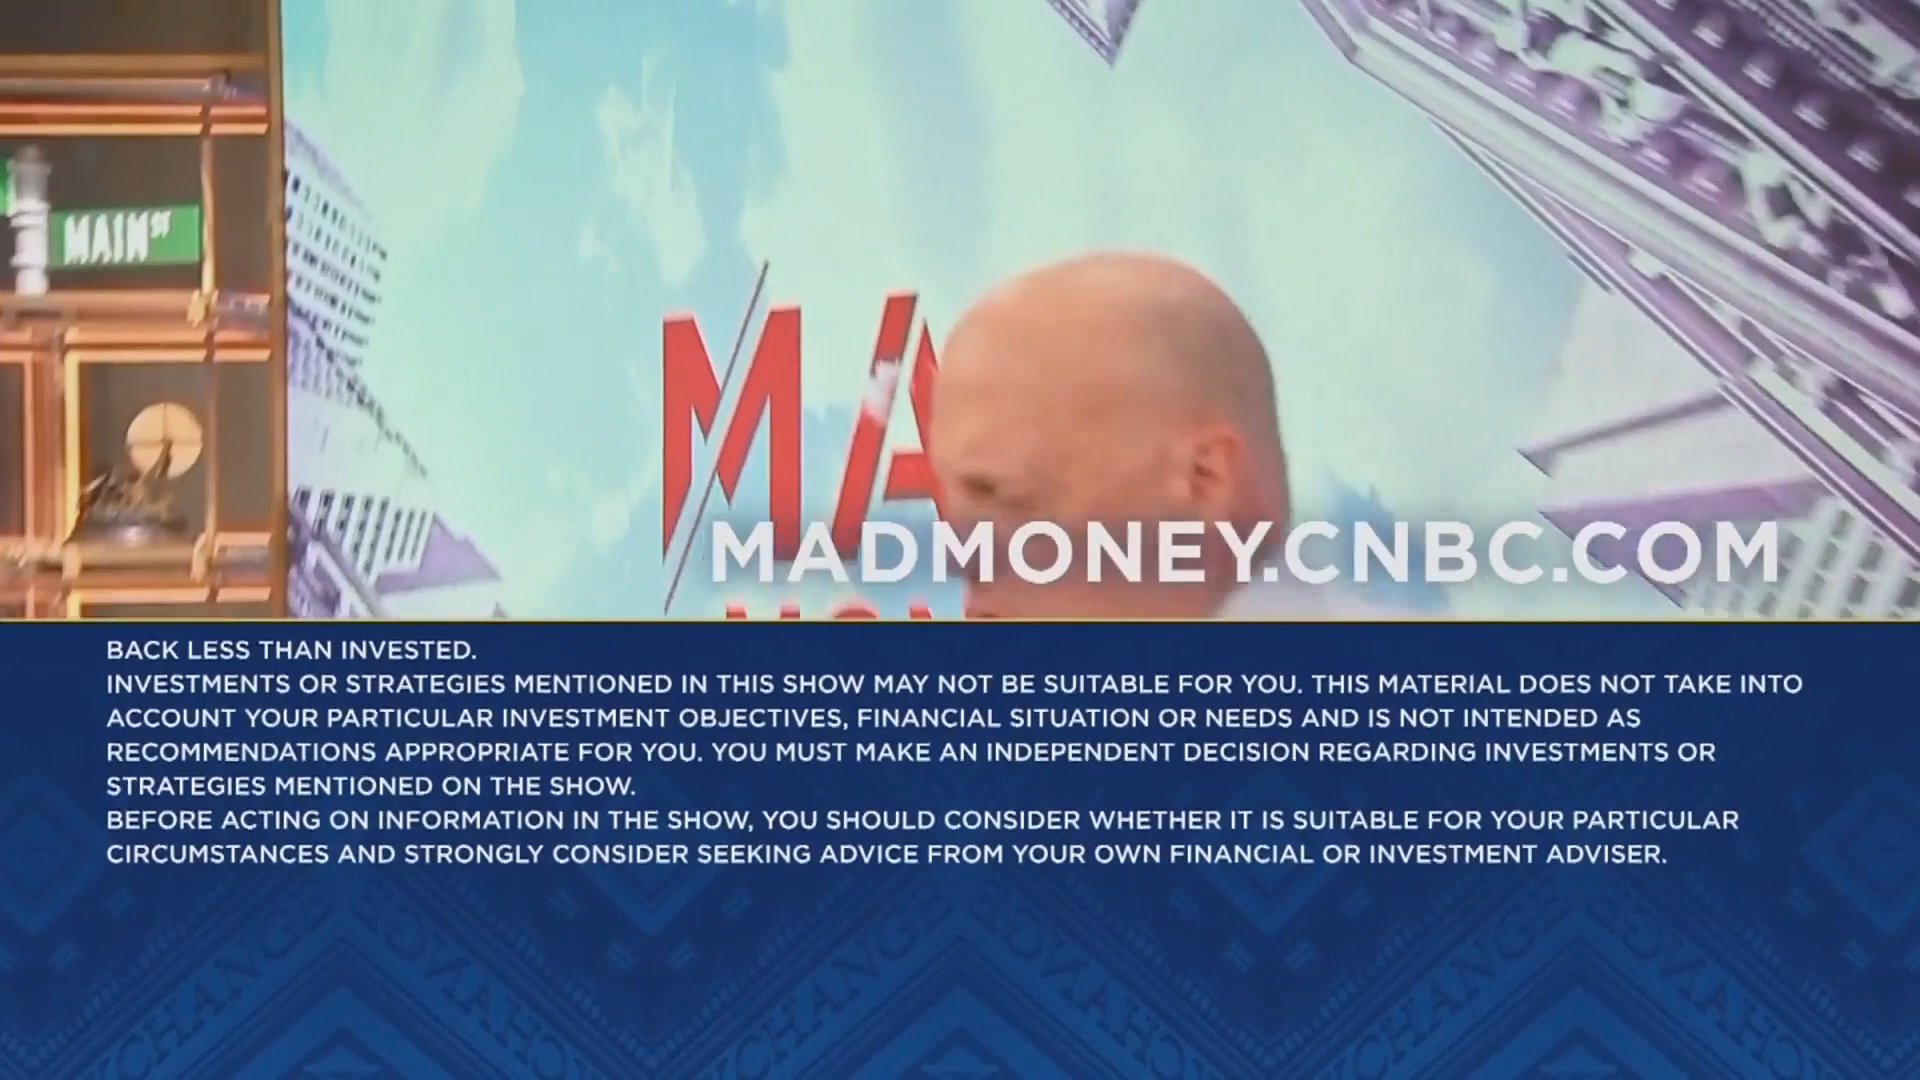 MAIN ST
MA
MADMONEY.CNBC.COM
BACK LESS THAN INVESTED.
INVESTMENTS OR STRATEGIES MENTIONED IN THIS SHOW MAY NOT BE SUITABLE FOR YOU. THIS MATERIAL DOES NOT TAKE INTO
ACCOUNT YOUR PARTICULAR INVESTMENT OBJECTIVES, FINANCIAL SITUATION OR NEEDS AND IS NOT INTENDED AS
RECOMMENDATIONS APPROPRIATE FOR YOU. YOU MUST MAKE AN INDEPENDENT DECISION REGARDING INVESTMENTS OR
STRATEGIES MENTIONED ON THE SHOW.
BEFORE ACTING ON INFORMATION IN THE SHOW, YOU SHOULD CONSIDER WHETHER IT IS SUITABLE FOR YOUR PARTICULAR
CIRCUMSTANCES AND STRONGLY CONSIDER SEEKING ADVICE FROM YOUR OWN FINANCIAL OR INVESTMENT ADVISER.